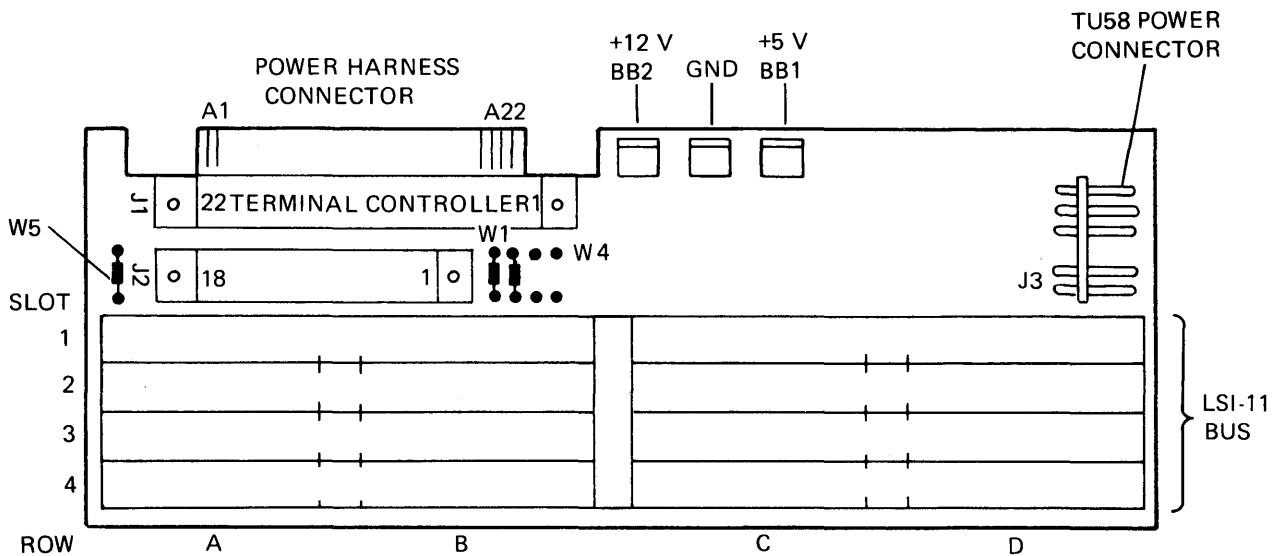 TU58 POWER
CONNECTOR
+12 V
BB2
GND
+5 V
BB1
POWER HARNESS
CONNECTOR
A1
A22
J1
22 TERMINAL CONTROLLER 1
W5
J2
18
1
W1
W4
J3
SLOT
1
2
3
4
LSI-11
BUS
ROW
A
B
C
D